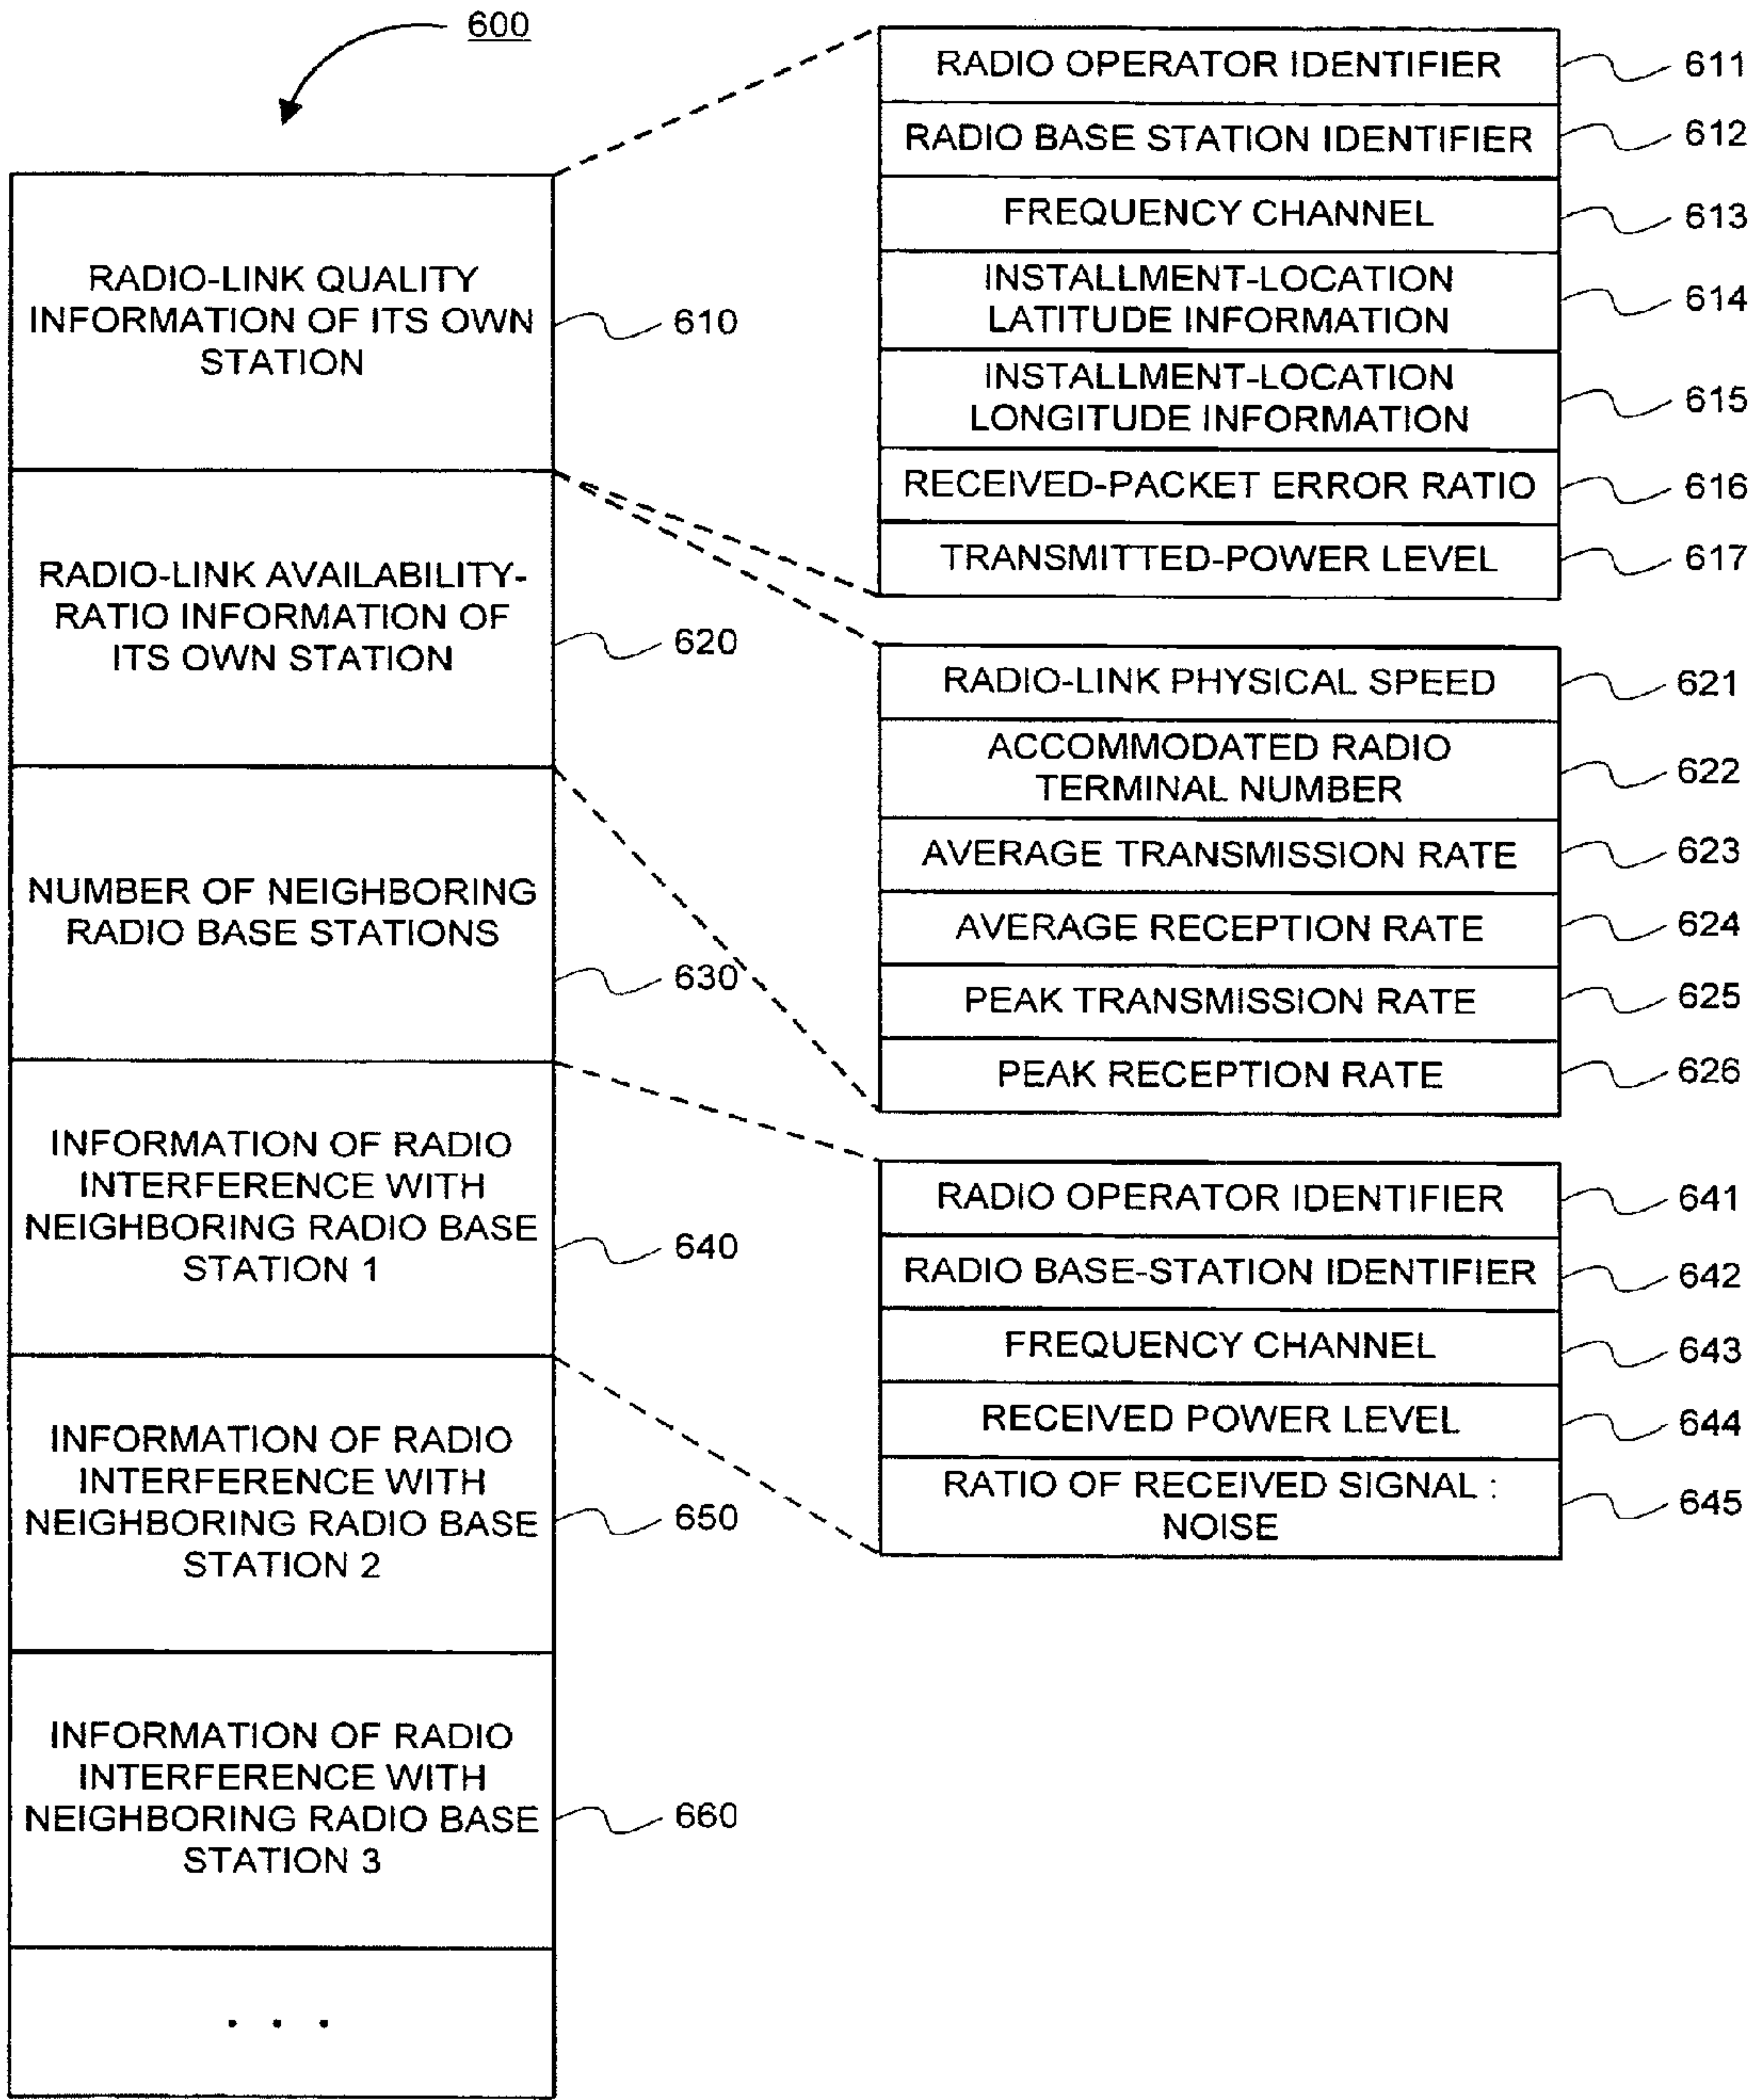 600
RADIO-LINK QUALITY
INFORMATION OF ITS OWN
STATION
610
RADIO-LINK AVAILABILITY-
RATIO INFORMATION OF
ITS OWN STATION
620
NUMBER OF NEIGHBORING
RADIO BASE STATIONS
630
INFORMATION OF RADIO
INTERFERENCE WITH
NEIGHBORING RADIO BASE
STATION 1
640
INFORMATION OF RADIO
INTERFERENCE WITH
NEIGHBORING RADIO BASE
STATION 2
650
INFORMATION OF RADIO
INTERFERENCE WITH
NEIGHBORING RADIO BASE
STATION 3
660
. . .
RADIO OPERATOR IDENTIFIER
611
RADIO BASE STATION IDENTIFIER
612
FREQUENCY CHANNEL
613
INSTALLMENT-LOCATION
LATITUDE INFORMATION
614
INSTALLMENT-LOCATION
LONGITUDE INFORMATION
615
RECEIVED-PACKET ERROR RATIO
616
TRANSMITTED-POWER LEVEL
617
RADIO-LINK PHYSICAL SPEED
621
ACCOMMODATED RADIO
TERMINAL NUMBER
622
AVERAGE TRANSMISSION RATE
623
AVERAGE RECEPTION RATE
624
PEAK TRANSMISSION RATE
625
PEAK RECEPTION RATE
626
RADIO OPERATOR IDENTIFIER
641
RADIO BASE-STATION IDENTIFIER
642
FREQUENCY CHANNEL
643
RECEIVED POWER LEVEL
644
RATIO OF RECEIVED SIGNAL :
NOISE
645